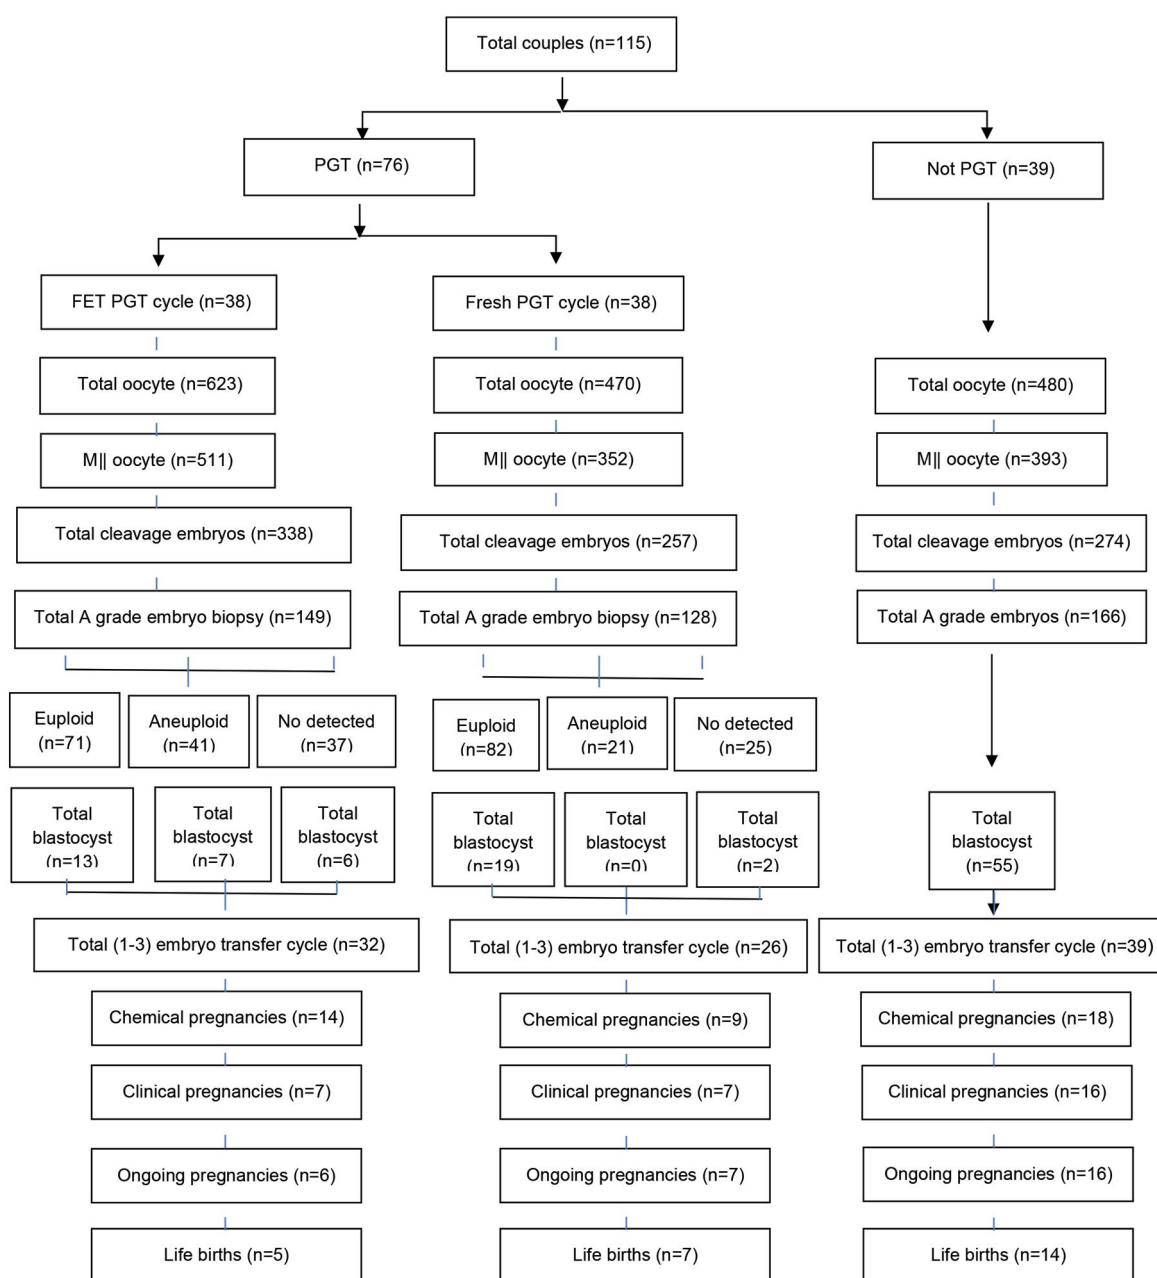 Total couples (n=115)
PGT (n=76)
Not PGT (n=39)
FET PGT cycle (n=38)
Fresh PGT cycle (n=38)
Total oocyte (n=623)
Total oocyte (n=470)
Total oocyte (n=480)
M|| oocyte (n=511)
M|| oocyte (n=352)
M|| oocyte (n=393)
Total cleavage embryos (n=338)
Total cleavage embryos (n=257)
Total cleavage embryos (n=274)
Total A grade embryo biopsy (n=149)
Total A grade embryo biopsy (n=128)
Total A grade embryos (n=166)
Euploid
(n=71)
Aneuploid
(n=41)
No detected
(n=37)
Euploid
(n=82)
Aneuploid
(n=21)
No detected
(n=25)
Total
blastocyst
(n=13)
Total
blastocyst
(n=7)
Total
blastocyst
(n=6)
Total
blastocyst
(n=19)
Total
blastocyst
(n=0)
Total
blastocyst
(n=2)
Total
blastocyst
(n=55)
Total (1-3) embryo transfer cycle (n=32)
Total (1-3) embryo transfer cycle (n=26)
Total (1-3) embryo transfer cycle (n=39)
Chemical pregnancies (n=14)
Chemical pregnancies (n=9)
Chemical pregnancies (n=18)
Clinical pregnancies (n=7)
Clinical pregnancies (n=7)
Clinical pregnancies (n=16)
Ongoing pregnancies (n=6)
Ongoing pregnancies (n=7)
Ongoing pregnancies (n=16)
Life births (n=5)
Life births (n=7)
Life births (n=14)